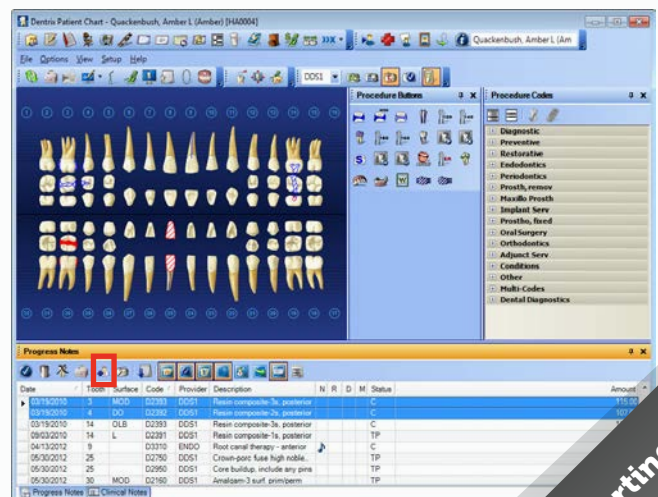 Dentrix Patient Chart - Quackenbush, Amber L (Amber) [HA0004]
Quackenbush, Amber L (Am
File Options View Setup Help
DDS1
Procedure Buttons
Procedure Codes
Diagnostic
Preventive
Restorative
Endodontics
Periodontics
Prosth, remov
Maxillo Prosth
Implant Serv
Prostho, fixed
Oral Surgery
Orthodontics
Adjunct Serv
Conditions
Other
Multi-Codes
Dental Diagnostics
Progress Notes
Date Tooth Surface Code Provider Description N R D M Status Amount
03/19/2010 3 MOD D2393 DDS1 Resin composite-3s, posterior C 115.00
03/19/2010 4 DO D2392 DDS1 Resin composite-2s, posterior C
03/19/2010 14 OLB D2393 DDS1 Resin composite-3s, posterior C
09/03/2010 14 L D2391 DDS1 Resin composite-1s, posterior TP
04/13/2012 9 D3310 ENDO Root canal therapy - anterior C
05/30/2012 25 D2750 DDS1 Crown-porc fuse high noble.. TP
05/30/2012 25 D2950 DDS1 Core buildup, include any pins TP
05/30/2012 30 MOD D2160 DDS1 Amalgam-3 surf. prim/perm TP
Progress Notes Clinical Notes